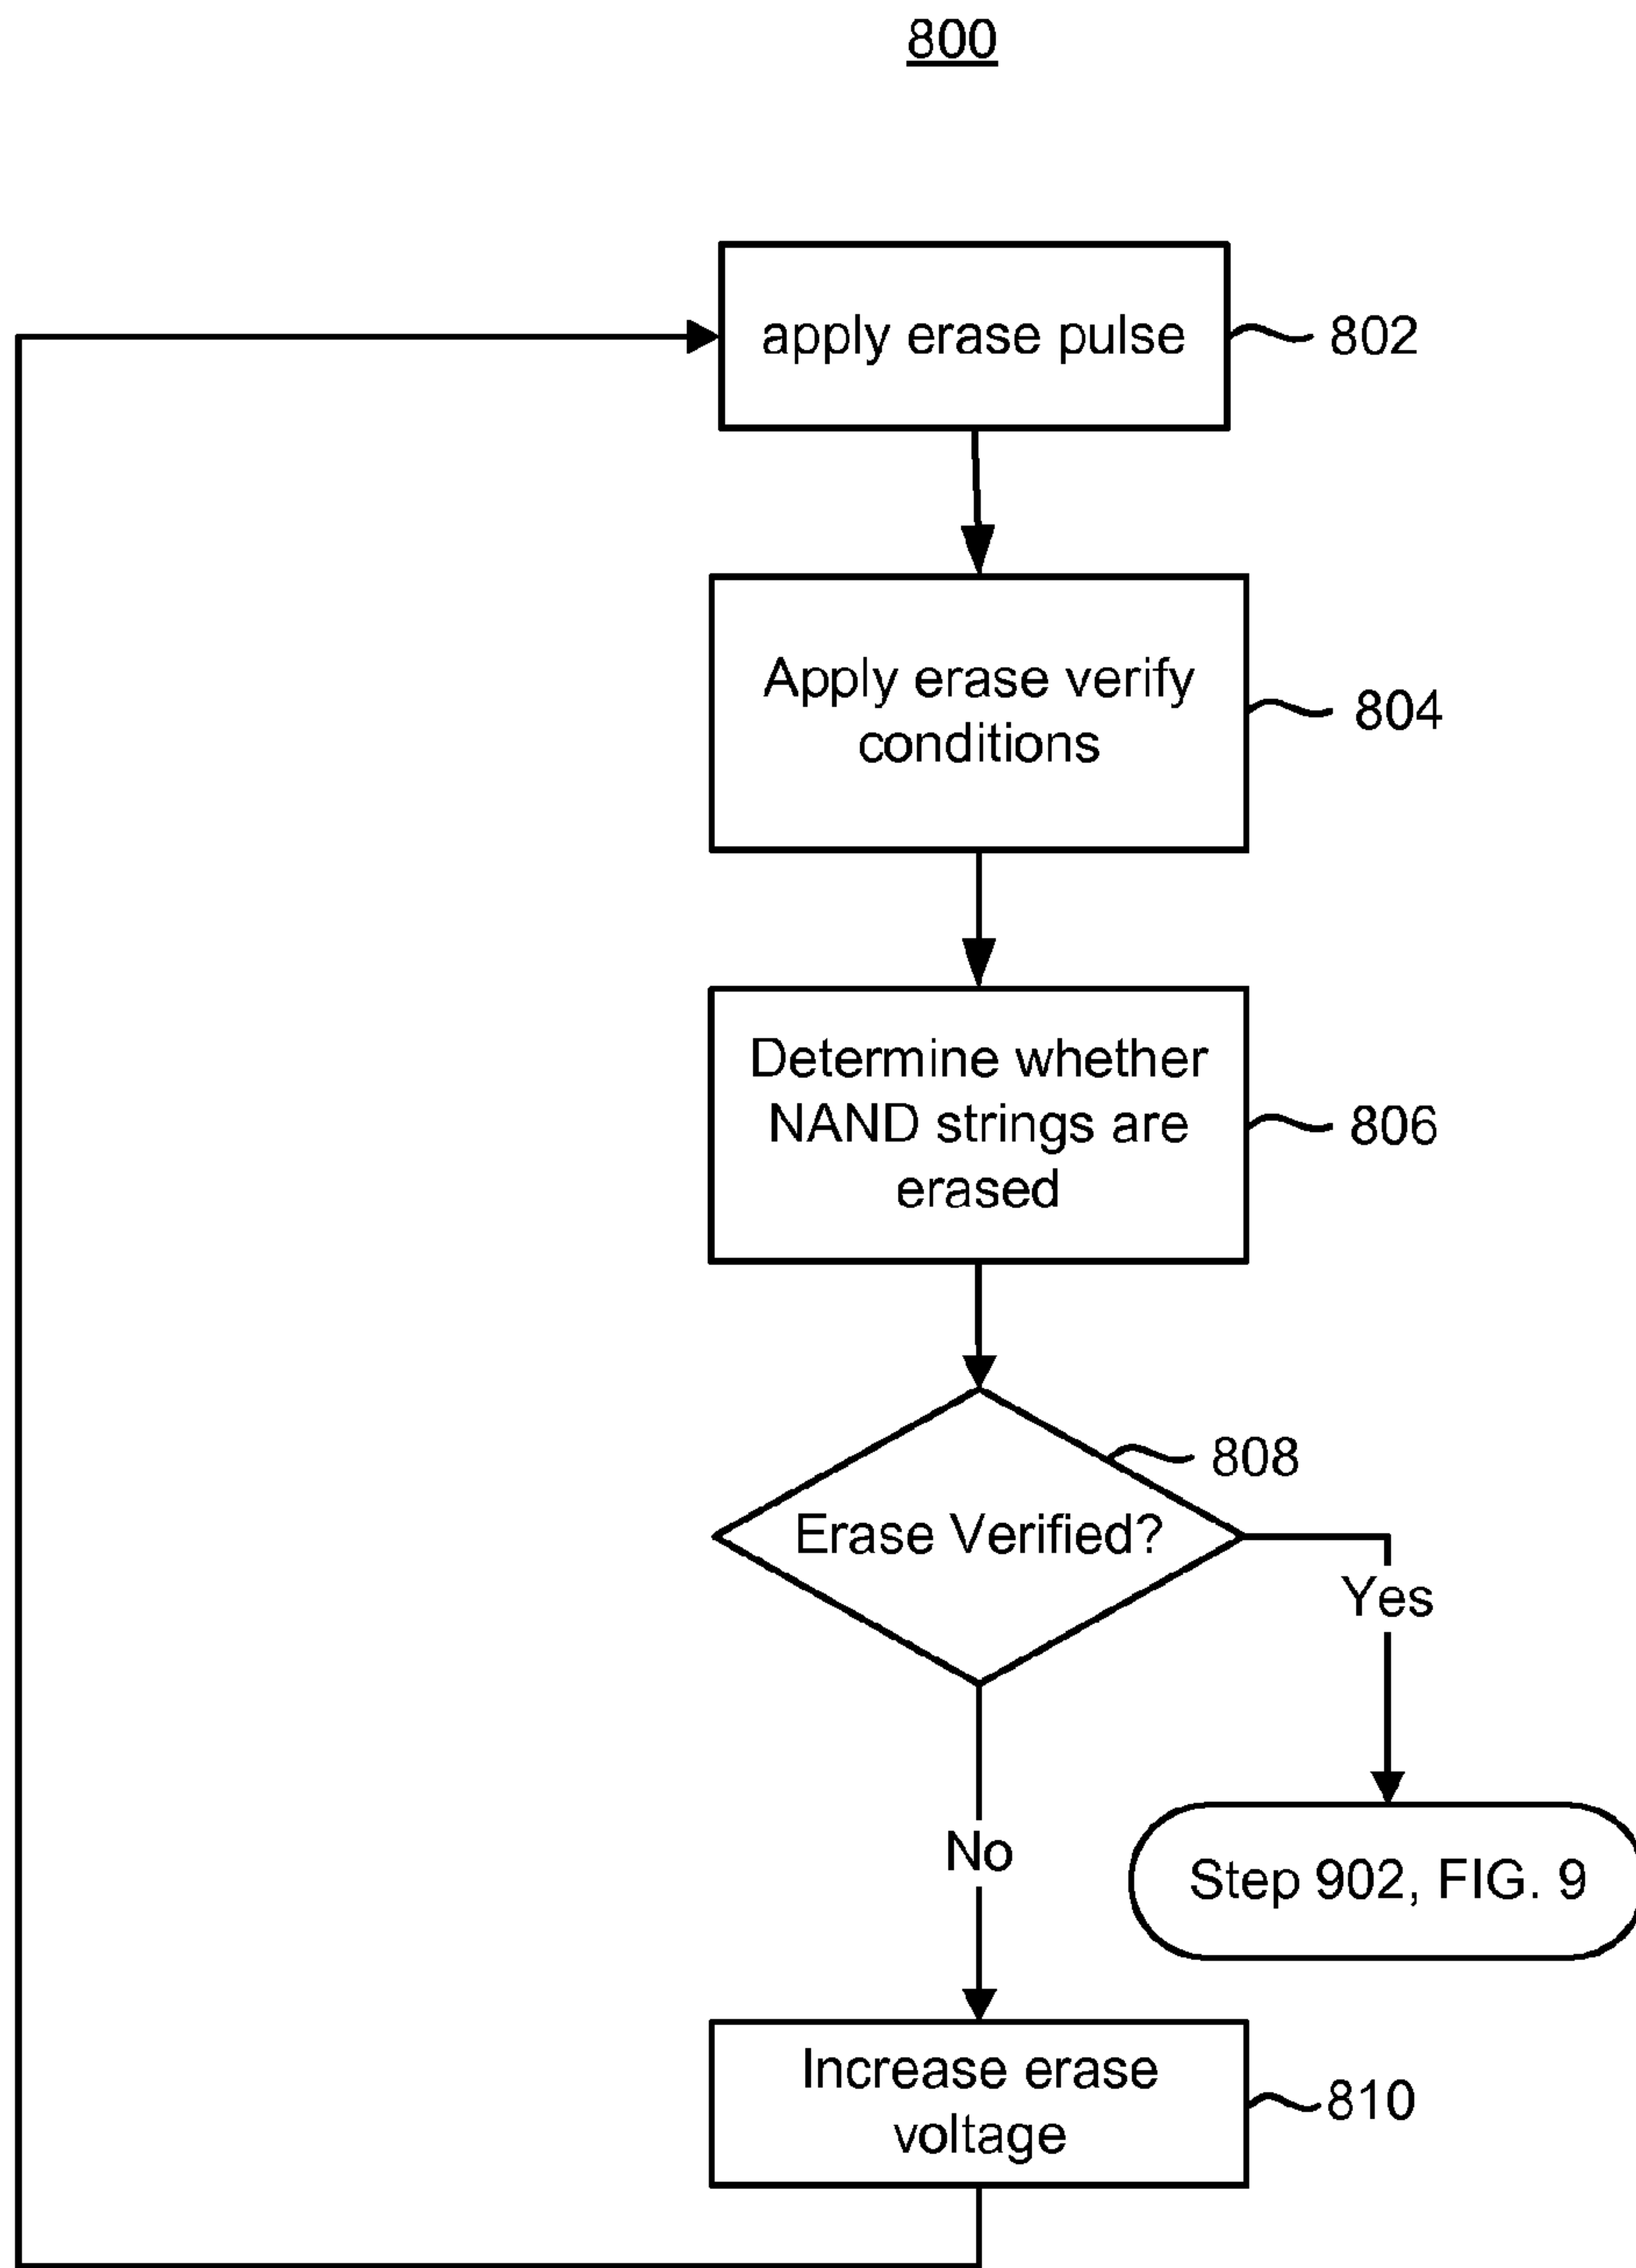 800
apply erase pulse
802
Apply erase verify
conditions
804
Determine whether
NAND strings are
erased
806
808
Erase Verified?
Yes
No
Step 902, FIG. 9
Increase erase
voltage
810